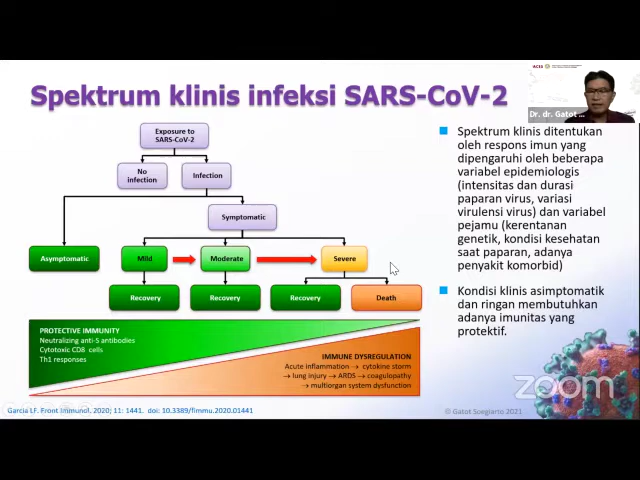 Spektrum klinis infeksi SARS-CoV-2
ACLI
Dr. dr. Gatot ...
Exposure to
SARS-CoV-2
No
infection
Infection
Symptomatic
Asymptomatic
Mild
Moderate
Severe
Recovery
Recovery
Recovery
Death
PROTECTIVE IMMUNITY
Neutralizing anti-S antibodies
Cytotoxic CD8 cells
Th1 responses
IMMUNE DYSREGULATION
Acute inflammation → cytokine storm
→ lung injury → ARDS → coagulopathy
→ multiorgan system dysfunction
Spektrum klinis ditentukan
oleh respons imun yang
dipengaruhi oleh beberapa
variabel epidemiologis
(intensitas dan durasi
paparan virus, variasi
virulensi virus) dan variabel
pejamu (kerentanan
genetik, kondisi kesehatan
saat paparan, adanya
penyakit komorbid)
Kondisi klinis asimptomatik
dan ringan membutuhkan
adanya imunitas yang
protektif.
zoom
Garcia LF. Front Immunol. 2020; 11: 1441. doi: 10.3389/fimmu.2020.01441
© Gatot Soegiarto 2021